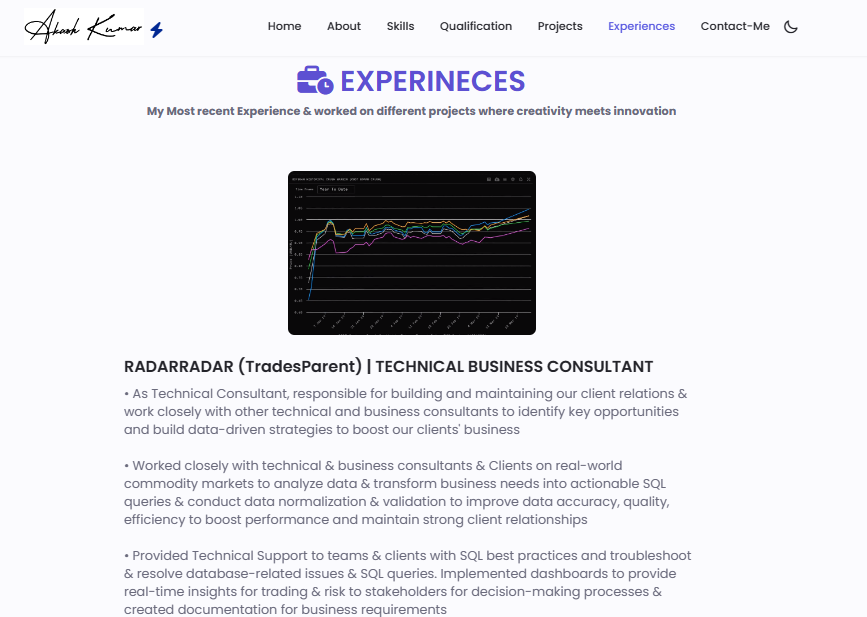 Akash Kumar
Home About Skills Qualification Projects Experiences Contact-Me
EXPERINECES
My Most recent Experience & worked on different projects where creativity meets innovation
Year To Date
RADARRADAR (TradesParent) | TECHNICAL BUSINESS CONSULTANT
• As Technical Consultant, responsible for building and maintaining our client relations &
work closely with other technical and business consultants to identify key opportunities
and build data-driven strategies to boost our clients' business
• Worked closely with technical & business consultants & Clients on real-world
commodity markets to analyze data & transform business needs into actionable SQL
queries & conduct data normalization & validation to improve data accuracy, quality,
efficiency to boost performance and maintain strong client relationships
• Provided Technical Support to teams & clients with SQL best practices and troubleshoot
& resolve database-related issues & SQL queries. Implemented dashboards to provide
real-time insights for trading & risk to stakeholders for decision-making processes &
created documentation for business requirements